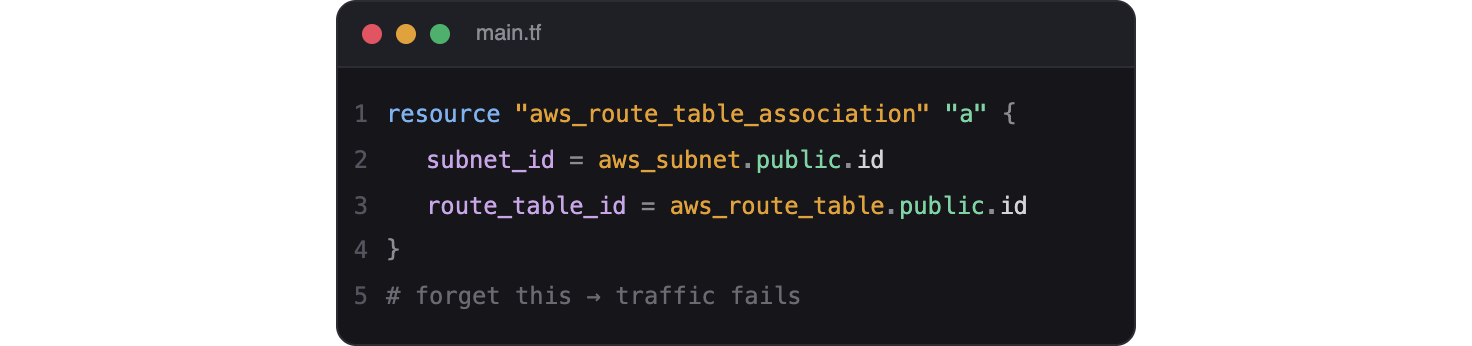 main.tf
1 resource "aws_route_table_association" "a" {
2 subnet_id = aws_subnet.public.id
3 route_table_id = aws_route_table.public.id
4 }
5 # forget this → traffic fails